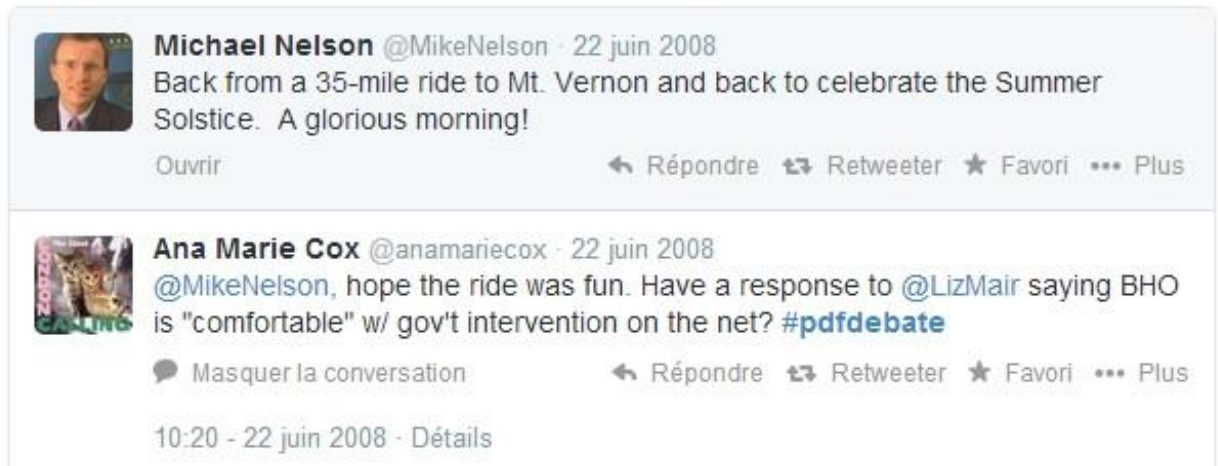 Michael Nelson @MikeNelson · 22 juin 2008
Back from a 35-mile ride to Mt. Vernon and back to celebrate the Summer
Solstice. A glorious morning!
Ouvrir Répondre Retweeter Favori Plus
Ana Marie Cox @anamariecox · 22 juin 2008
@MikeNelson, hope the ride was fun. Have a response to @LizMair saying BHO
is "comfortable" w/ gov't intervention on the net? #pdfdebate
LONDON
CALLING
Masquer la conversation Répondre Retweeter Favori Plus
10:20 - 22 juin 2008 · Détails